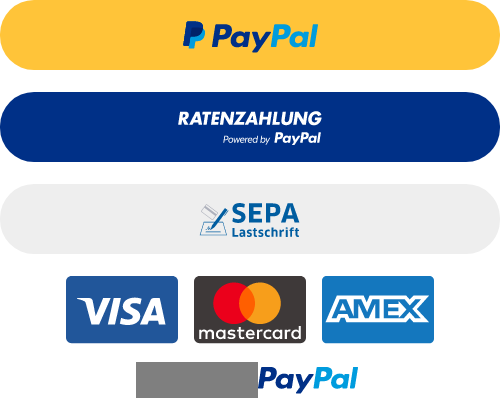 PayPal
RATENZAHLUNG
Powered by PayPal
SEPA
Lastschrift
VISA
mastercard
AMEX
PayPal